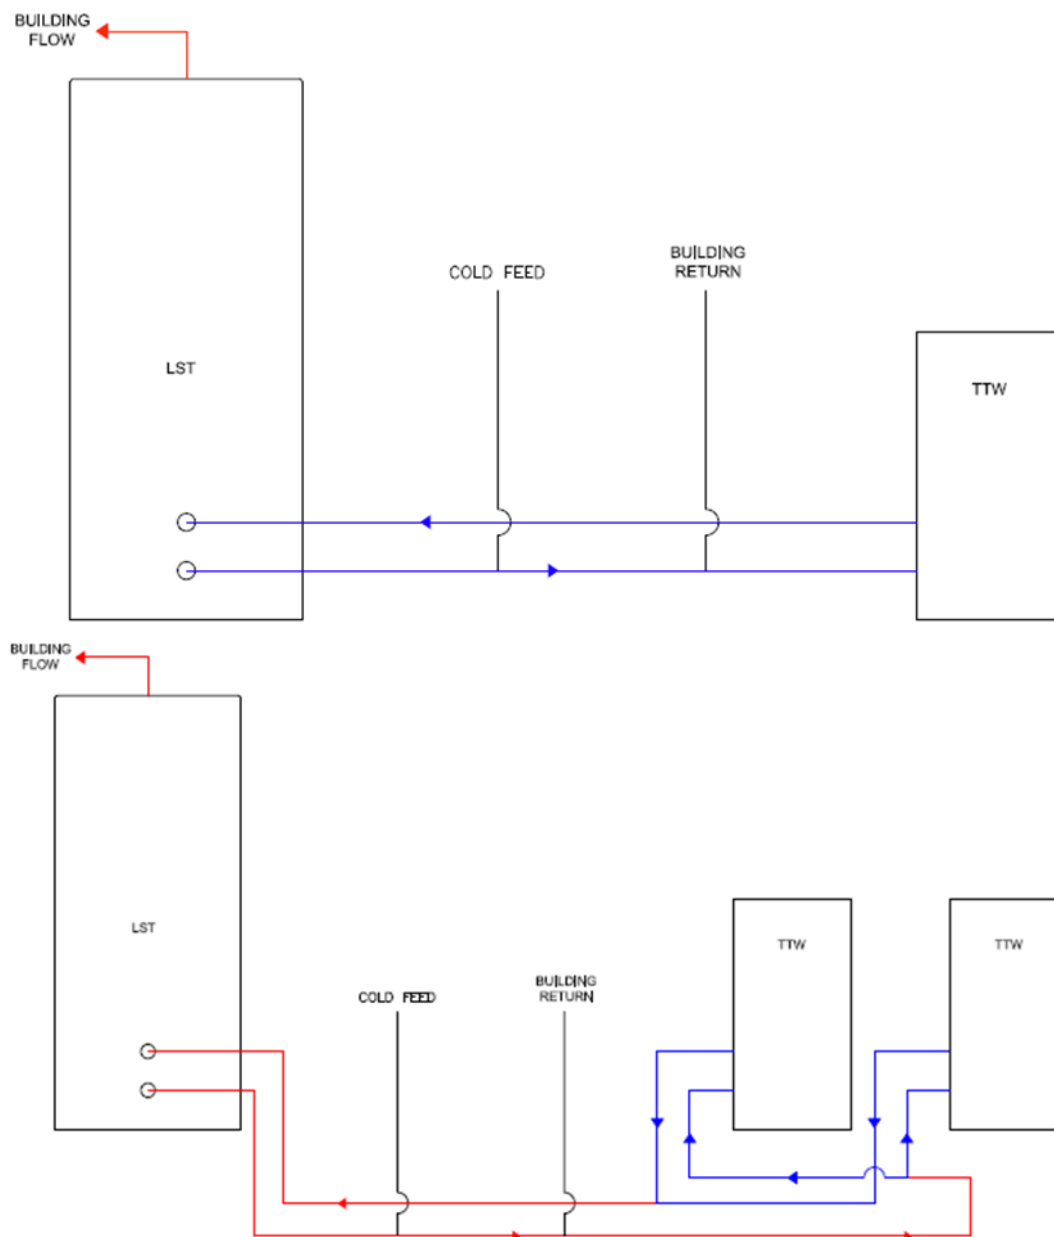 BUILDING
FLOW
COLD FEED
BUILDING
RETURN
LST
TTW
BUILDING
FLOW
LST
TTW
TTW
COLD FEED
BUILDING
RETURN